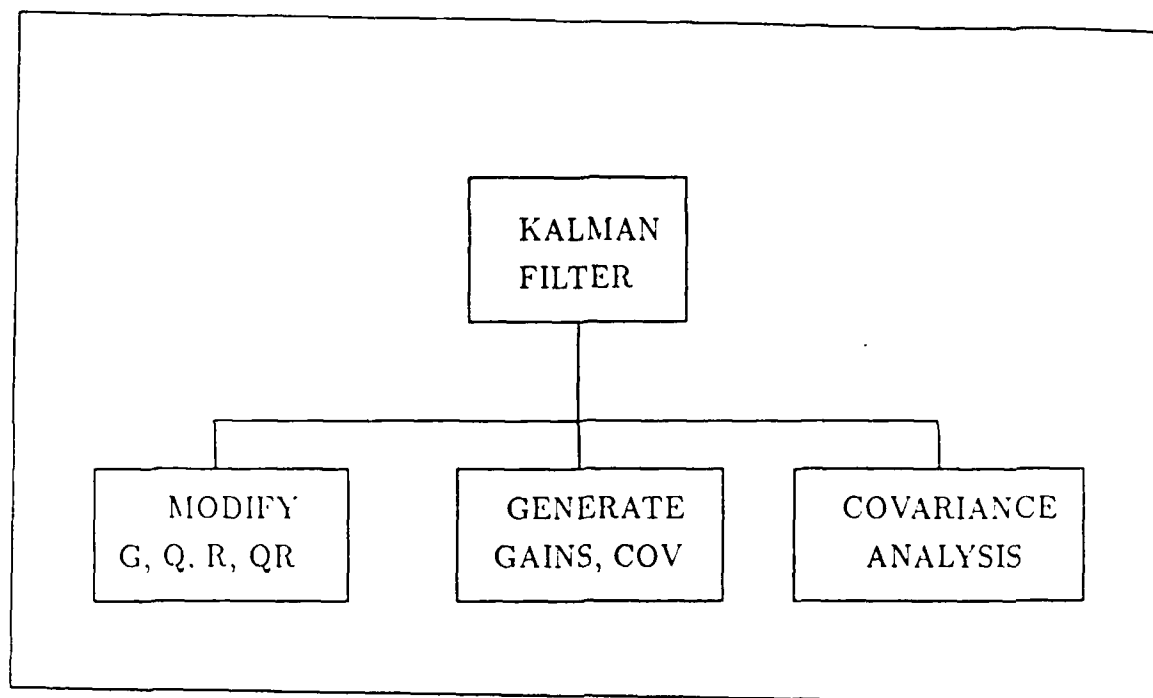 KALMAN
FILTER
MODIFY
G, Q. R, QR
GENERATE
GAINS, COV
COVARIANCE
ANALYSIS